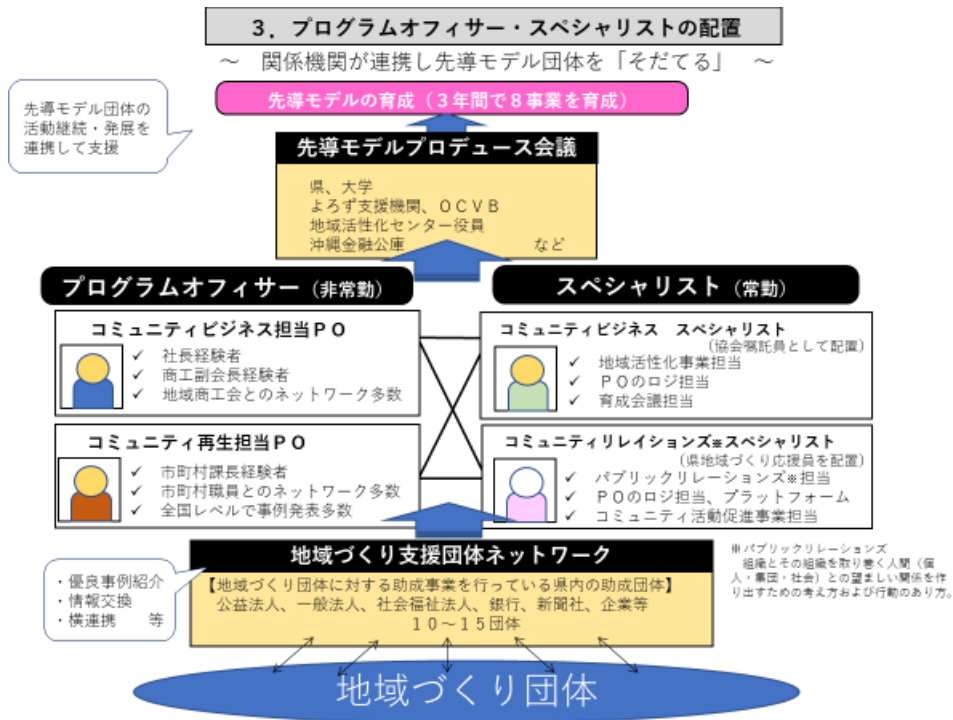 ３．プログラムオフィサー・スペシャリストの配置
～　関係機関が連携し先導モデル団体を「そだてる」　～
先導モデルの育成（３年間で８事業を育成）
先導モデル団体の
活動継続・発展を
連携して支援
先導モデルプロデュース会議
県、大学
よろず支援機関、ＯＣＶＢ
地域活性化センター役員
沖縄金融公庫　　　　　　など
プログラムオフィサー（非常勤）
スペシャリスト（常勤）
コミュニティビジネス担当ＰＯ
✓ 社長経験者
✓ 商工副会長経験者
✓ 地域商工会とのネットワーク多数
コミュニティビジネス　スペシャリスト
（協会嘱託員として配置）
✓ 地域活性化事業担当
✓ ＰＯのロジ担当
✓ 育成会議担当
コミュニティ再生担当ＰＯ
✓ 市町村課長経験者
✓ 市町村職員とのネットワーク多数
✓ 全国レベルで事例発表多数
コミュニティリレイションズ※スペシャリスト
（県地域づくり応援員を配置）
✓ パブリックリレーションズ※担当
✓ ＰＯのロジ担当、プラットフォーム
✓ コミュニティ活動促進事業担当
地域づくり支援団体ネットワーク
【地域づくり団体に対する助成事業を行っている県内の助成団体】
公益法人、一般法人、社会福祉法人、銀行、新聞社、企業等
１０～１５団体
・優良事例紹介
・情報交換
・横連携　　等
※パブリックリレーションズ
組織とその組織を取り巻く人間（個
人・集団・社会）との望ましい関係を作
り出すための考え方および行動のあり方。
地域づくり団体